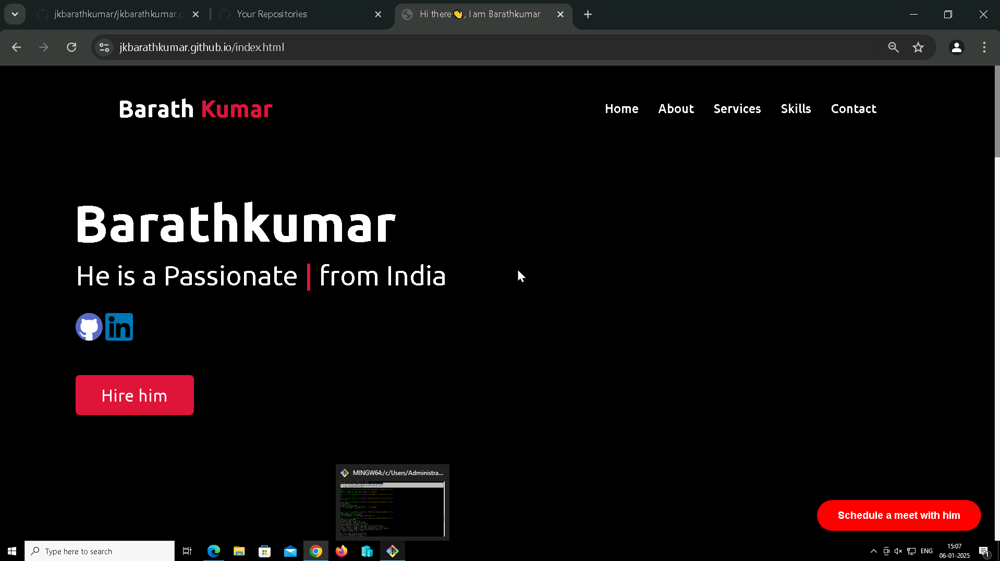 jkbarathkumar/jkbarathkumar.g
Your Repositories
Hi there👋, I am Barathkumar
jkbarathkumar.github.io/index.html
Barath Kumar
Home
About
Services
Skills
Contact
Barathkumar
He is a Passionate | from India
in
Hire him
MINGW64:/c/Users/Administra...
Schedule a meet with him
Type here to search
ENG
15:07
06-01-2025
1